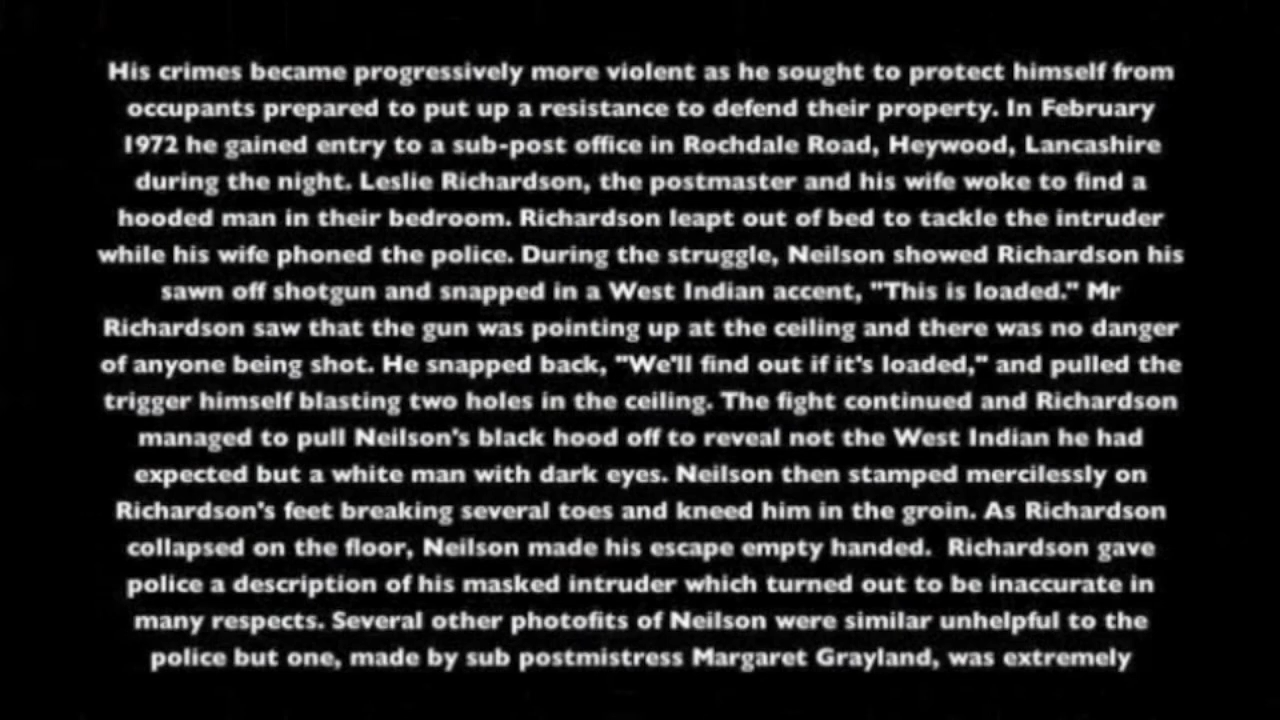 His crimes became progressively more violent as he sought to protect himself from
occupants prepared to put up a resistance to defend their property. In February
1972 he gained entry to a sub-post office in Rochdale Road, Heywood, Lancashire
during the night. Leslie Richardson, the postmaster and his wife woke to find a
hooded man in their bedroom. Richardson leapt out of bed to tackle the intruder
while his wife phoned the police. During the struggle, Neilson showed Richardson his
sawn off shotgun and snapped in a West Indian accent, "This is loaded." Mr
Richardson saw that the gun was pointing up at the ceiling and there was no danger
of anyone being shot. He snapped back, "We'll find out if it's loaded," and pulled the
trigger himself blasting two holes in the ceiling. The fight continued and Richardson
managed to pull Neilson's black hood off to reveal not the West Indian he had
expected but a white man with dark eyes. Neilson then stamped mercilessly on
Richardson's feet breaking several toes and kneed him in the groin. As Richardson
collapsed on the floor, Neilson made his escape empty handed.  Richardson gave
police a description of his masked intruder which turned out to be inaccurate in
many respects. Several other photofits of Neilson were similar unhelpful to the
police but one, made by sub postmistress Margaret Grayland, was extremely